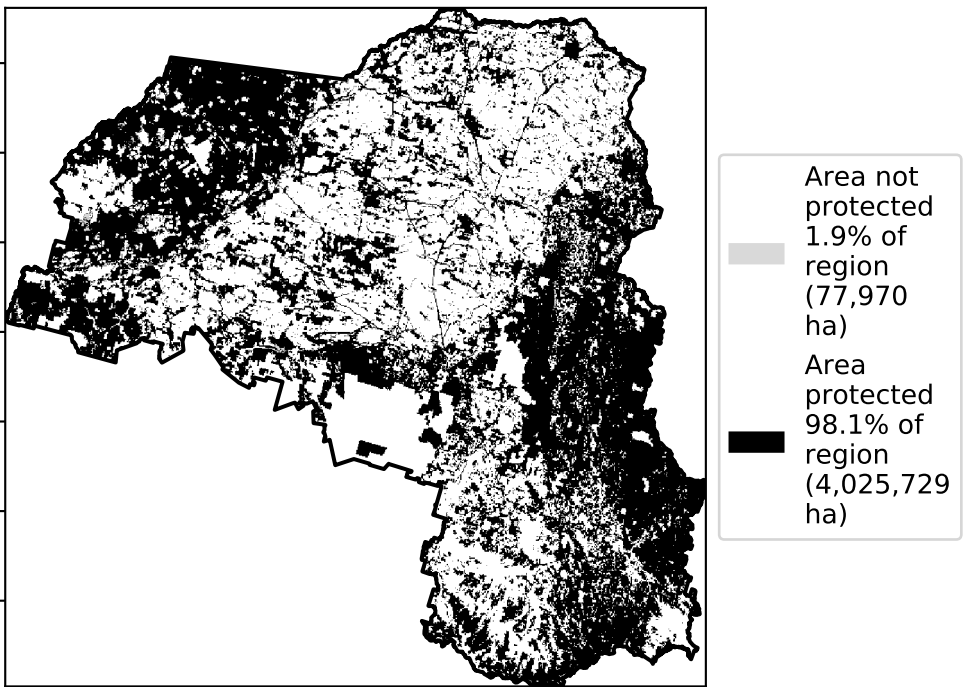 Area not
protected
1.9% of
region
(77,970
ha)
Area
protected
98.1% of
region
(4,025,729
ha)